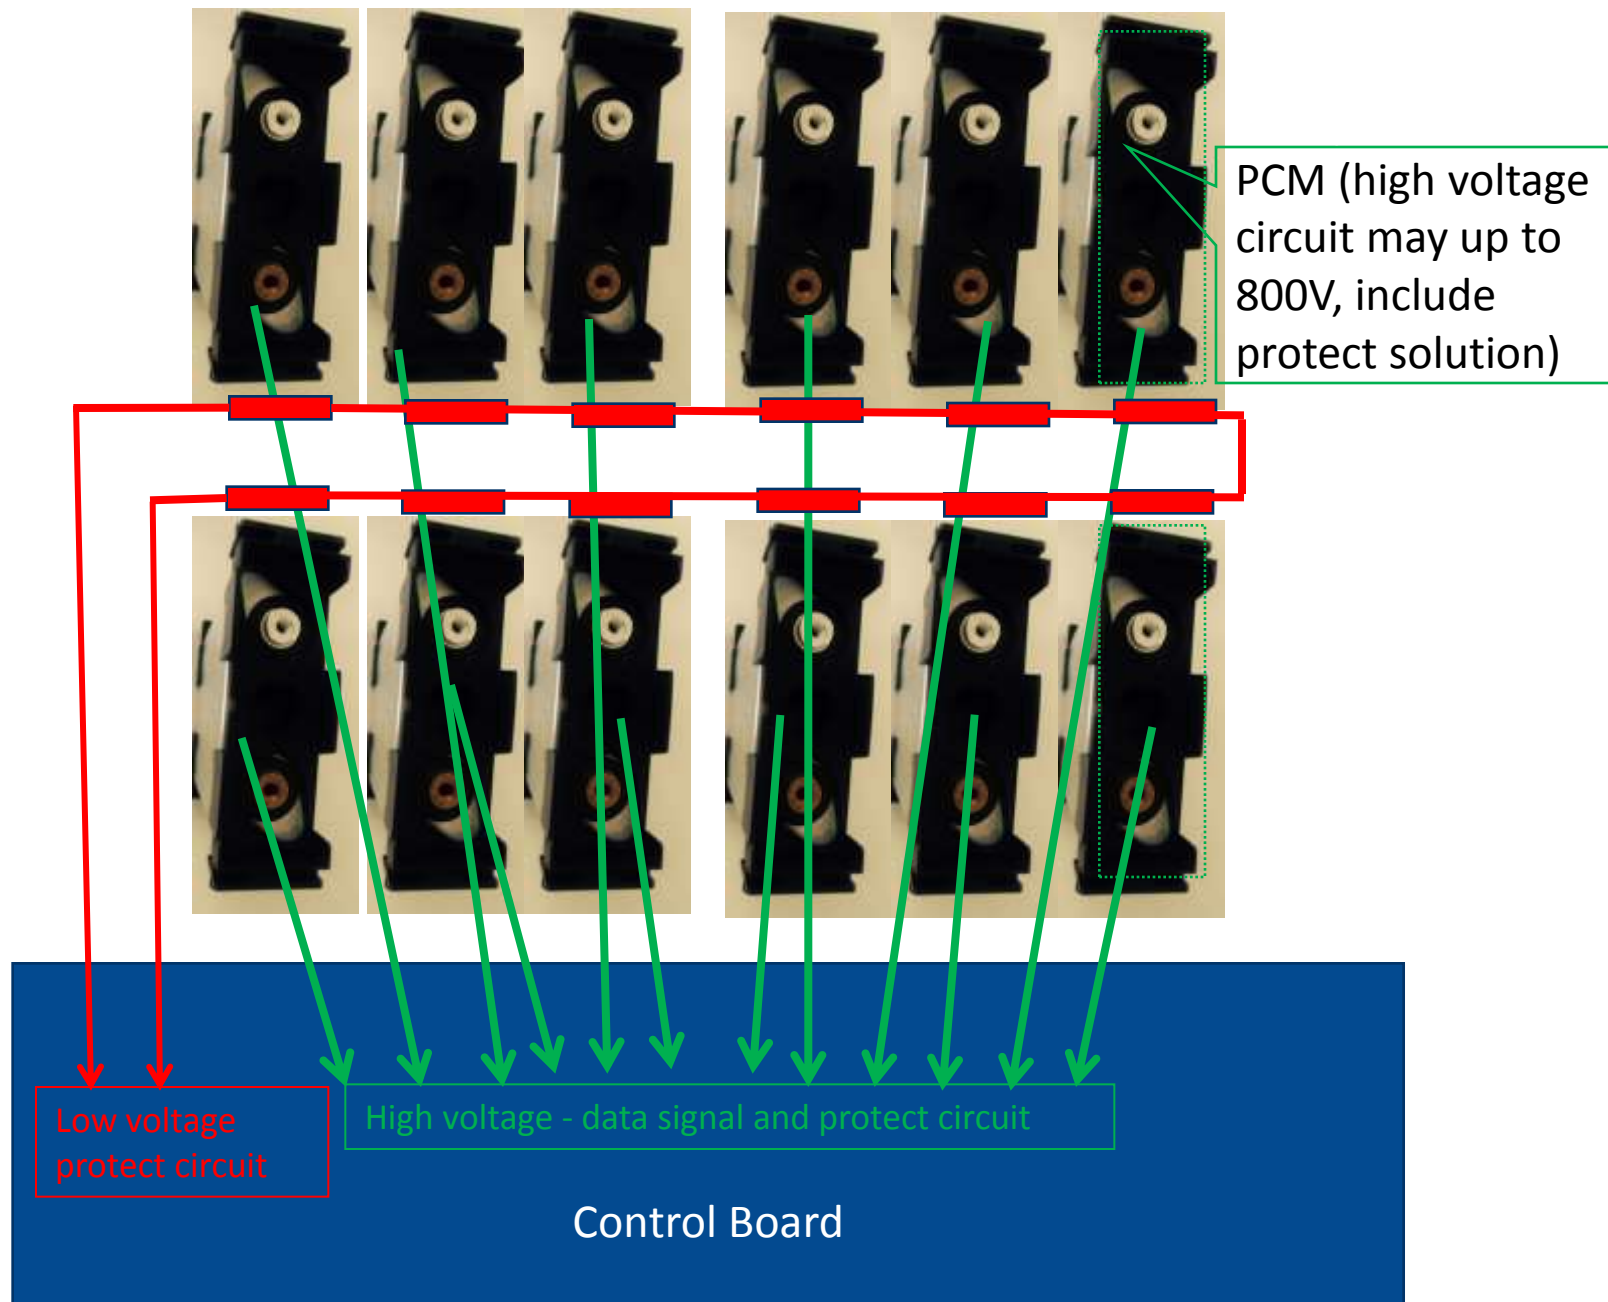 PCM (high voltage
circuit may up to
800V, include
protect solution)
Low voltage
protect circuit
High voltage - data signal and protect circuit
Control Board